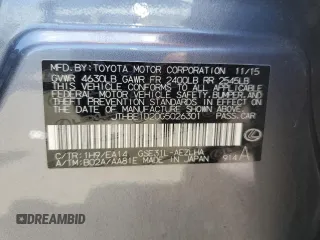 MFD. BY: TOYOTA MOTOR CORPORATION 11/15
GVWR 4630LB GAWR FR 2400LB RR 2545LB
THIS VEHICLE CONFORMS TO ALL APPLICABLE
FEDERAL MOTOR VEHICLE SAFETY, BUMPER, AND
THEFT PREVENTION STANDARDS IN EFFECT ON
THE DATE OF MANUFACTURE SHOWN ABOVE.
JTHBE1D20G5026301
PASS. CAR
C/TR:1H9/EA14 GSE31L-AEZLHA
A/TM:B02A/AA81E MADE IN JAPAN 914A